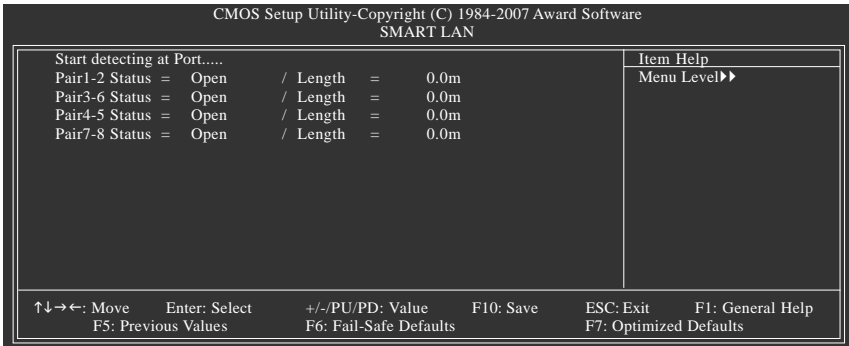 CMOS Setup Utility-Copyright (C) 1984-2007 Award Software
SMART LAN
Start detecting at Port.....
Pair1-2 Status = Open / Length = 0.0m
Pair3-6 Status = Open / Length = 0.0m
Pair4-5 Status = Open / Length = 0.0m
Pair7-8 Status = Open / Length = 0.0m
Item Help
Menu Level▶▶
↑↓→←: Move Enter: Select +/-/PU/PD: Value F10: Save ESC: Exit F1: General Help
F5: Previous Values F6: Fail-Safe Defaults F7: Optimized Defaults